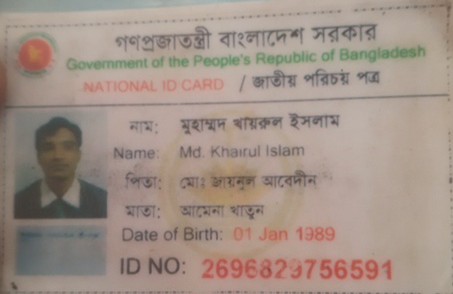 গণপ্রজাতন্ত্রী বাংলাদেশ সরকার
Government of the People's Republic of Bangladesh
NATIONAL ID CARD / জাতীয় পরিচয় পত্র
নাম: মুহাম্মদ খায়রুল ইসলাম
Name: Md. Khairul Islam
পিতা: মোঃ জয়নুল আবেদীন
মাতা: আমেনা খাতুন
Date of Birth: 01 Jan 1989
ID NO: 2696829756591